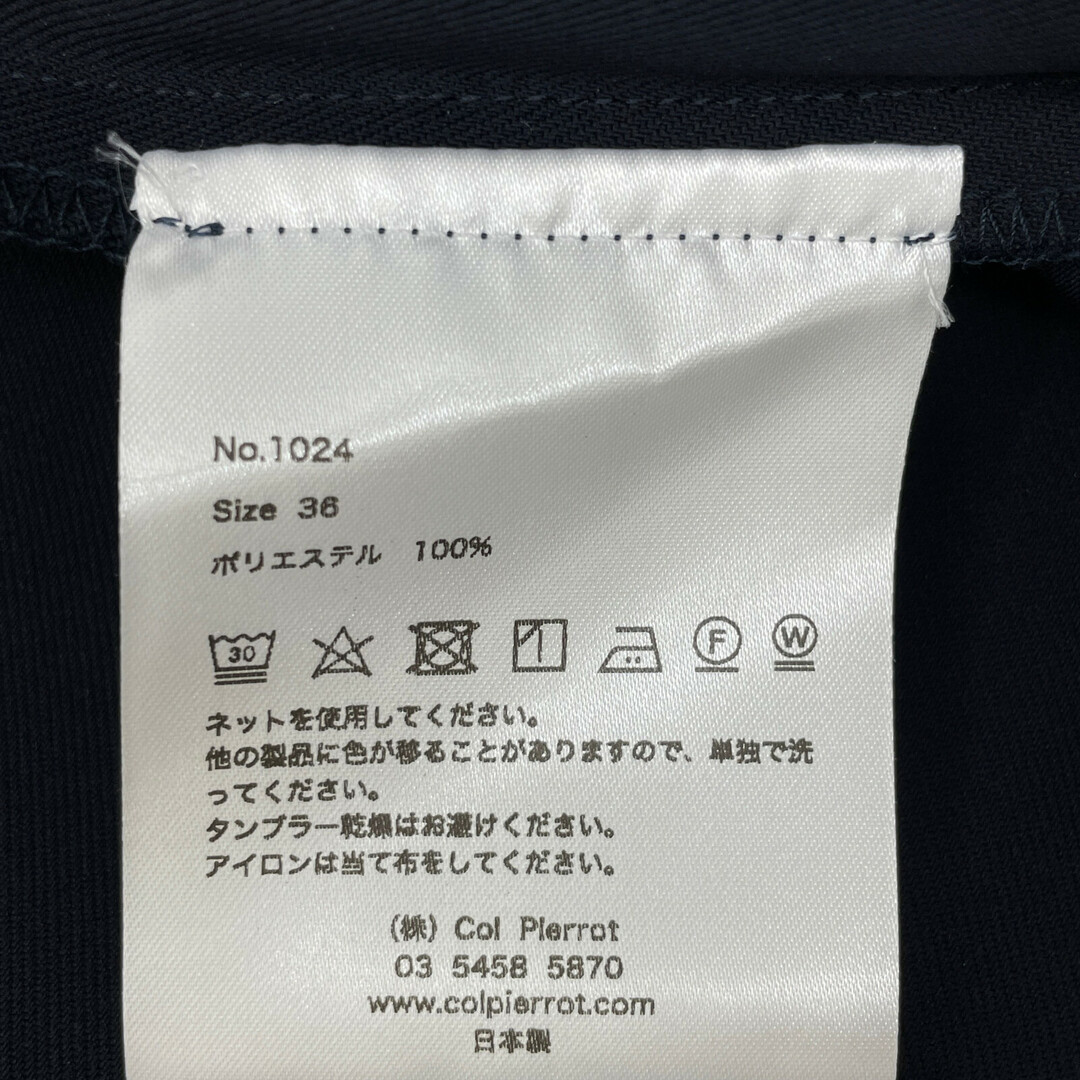 No.1024
Size 36
ポリエステル 100%
30
F W
ネットを使用してください。
他の製品に色が移ることがありますので、単独で洗
ってください。
タンブラー乾燥はお避けください。
アイロンは当て布をしてください。
(株) Col Pierrot
03 5458 5870
www.colpierrot.com
日本製